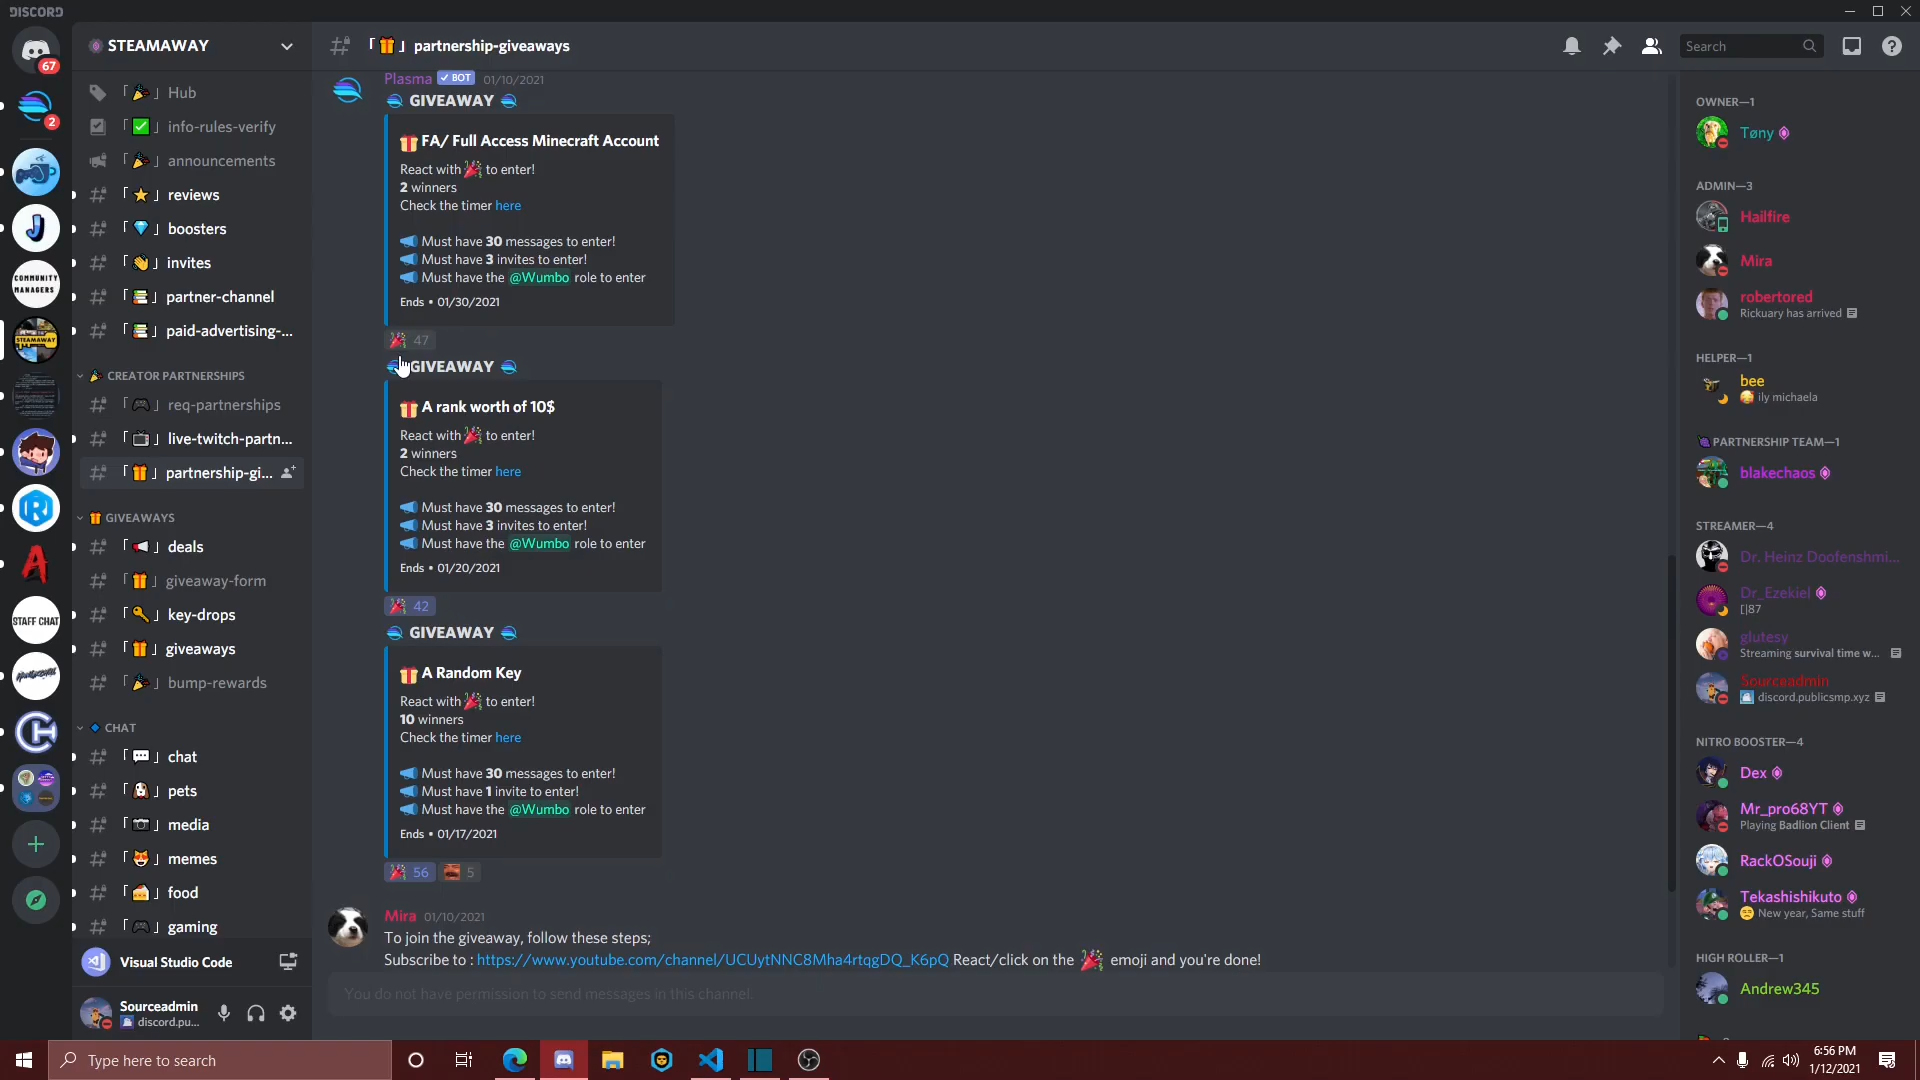 DISCORD
67
2
COMMUNITY
MANAGERS
STEAMAWAY
STAFF CHAT
STEAMAWAY
「🎉」Hub
「✅」info-rules-verify
「🎉」announcements
「⭐」reviews
「💎」boosters
「👋」invites
「📚」partner-channel
「📚」paid-advertising-...
🎉 CREATOR PARTNERSHIPS
「🎮」req-partnerships
「📺」live-twitch-partn...
「🎁」partnership-gi...
🎁 GIVEAWAYS
「📢」deals
「🎁」giveaway-form
「🔑」key-drops
「🎁」giveaways
「🎉」bump-rewards
🔹 CHAT
「💬」chat
「🐶」pets
「📷」media
「😻」memes
「🍰」food
「🎮」gaming
Visual Studio Code
Sourceadmin
discord.pu...
「🎁」partnership-giveaways
Search
Plasma ✓ BOT 01/10/2021
GIVEAWAY
🎁 FA/ Full Access Minecraft Account
React with 🎉 to enter!
2 winners
Check the timer here
📢 Must have 30 messages to enter!
📢 Must have 3 invites to enter!
📢 Must have the @Wumbo role to enter
Ends • 01/30/2021
🎉 47
GIVEAWAY
🎁 A rank worth of 10$
React with 🎉 to enter!
2 winners
Check the timer here
📢 Must have 30 messages to enter!
📢 Must have 3 invites to enter!
📢 Must have the @Wumbo role to enter
Ends • 01/20/2021
🎉 42
GIVEAWAY
🎁 A Random Key
React with 🎉 to enter!
10 winners
Check the timer here
📢 Must have 30 messages to enter!
📢 Must have 1 invite to enter!
📢 Must have the @Wumbo role to enter
Ends • 01/17/2021
🎉 56 5
Mira 01/10/2021
To join the giveaway, follow these steps;
Subscribe to : https://www.youtube.com/channel/UCUytNNC8Mha4rtqgDQ_K6pQ React/click on the 🎉 emoji and you're done!
You do not have permission to send messages in this channel.
OWNER—1
Tøny
ADMIN—3
Hailfire
Mira
robertored
Rickuary has arrived
HELPER—1
bee
🥰 ily michaela
PARTNERSHIP TEAM—1
blakechaos
STREAMER—4
Dr. Heinz Doofenshmi...
Dr_Ezekiel
[|87
glutesy
Streaming survival time w...
Sourceadmin
discord.publicsmp.xyz
NITRO BOOSTER—4
Dex
Mr_pro68YT
Playing Badlion Client
RackOSouji
Tekashishikuto
New year, Same stuff
HIGH ROLLER—1
Andrew345
Type here to search
6:56 PM
1/12/2021